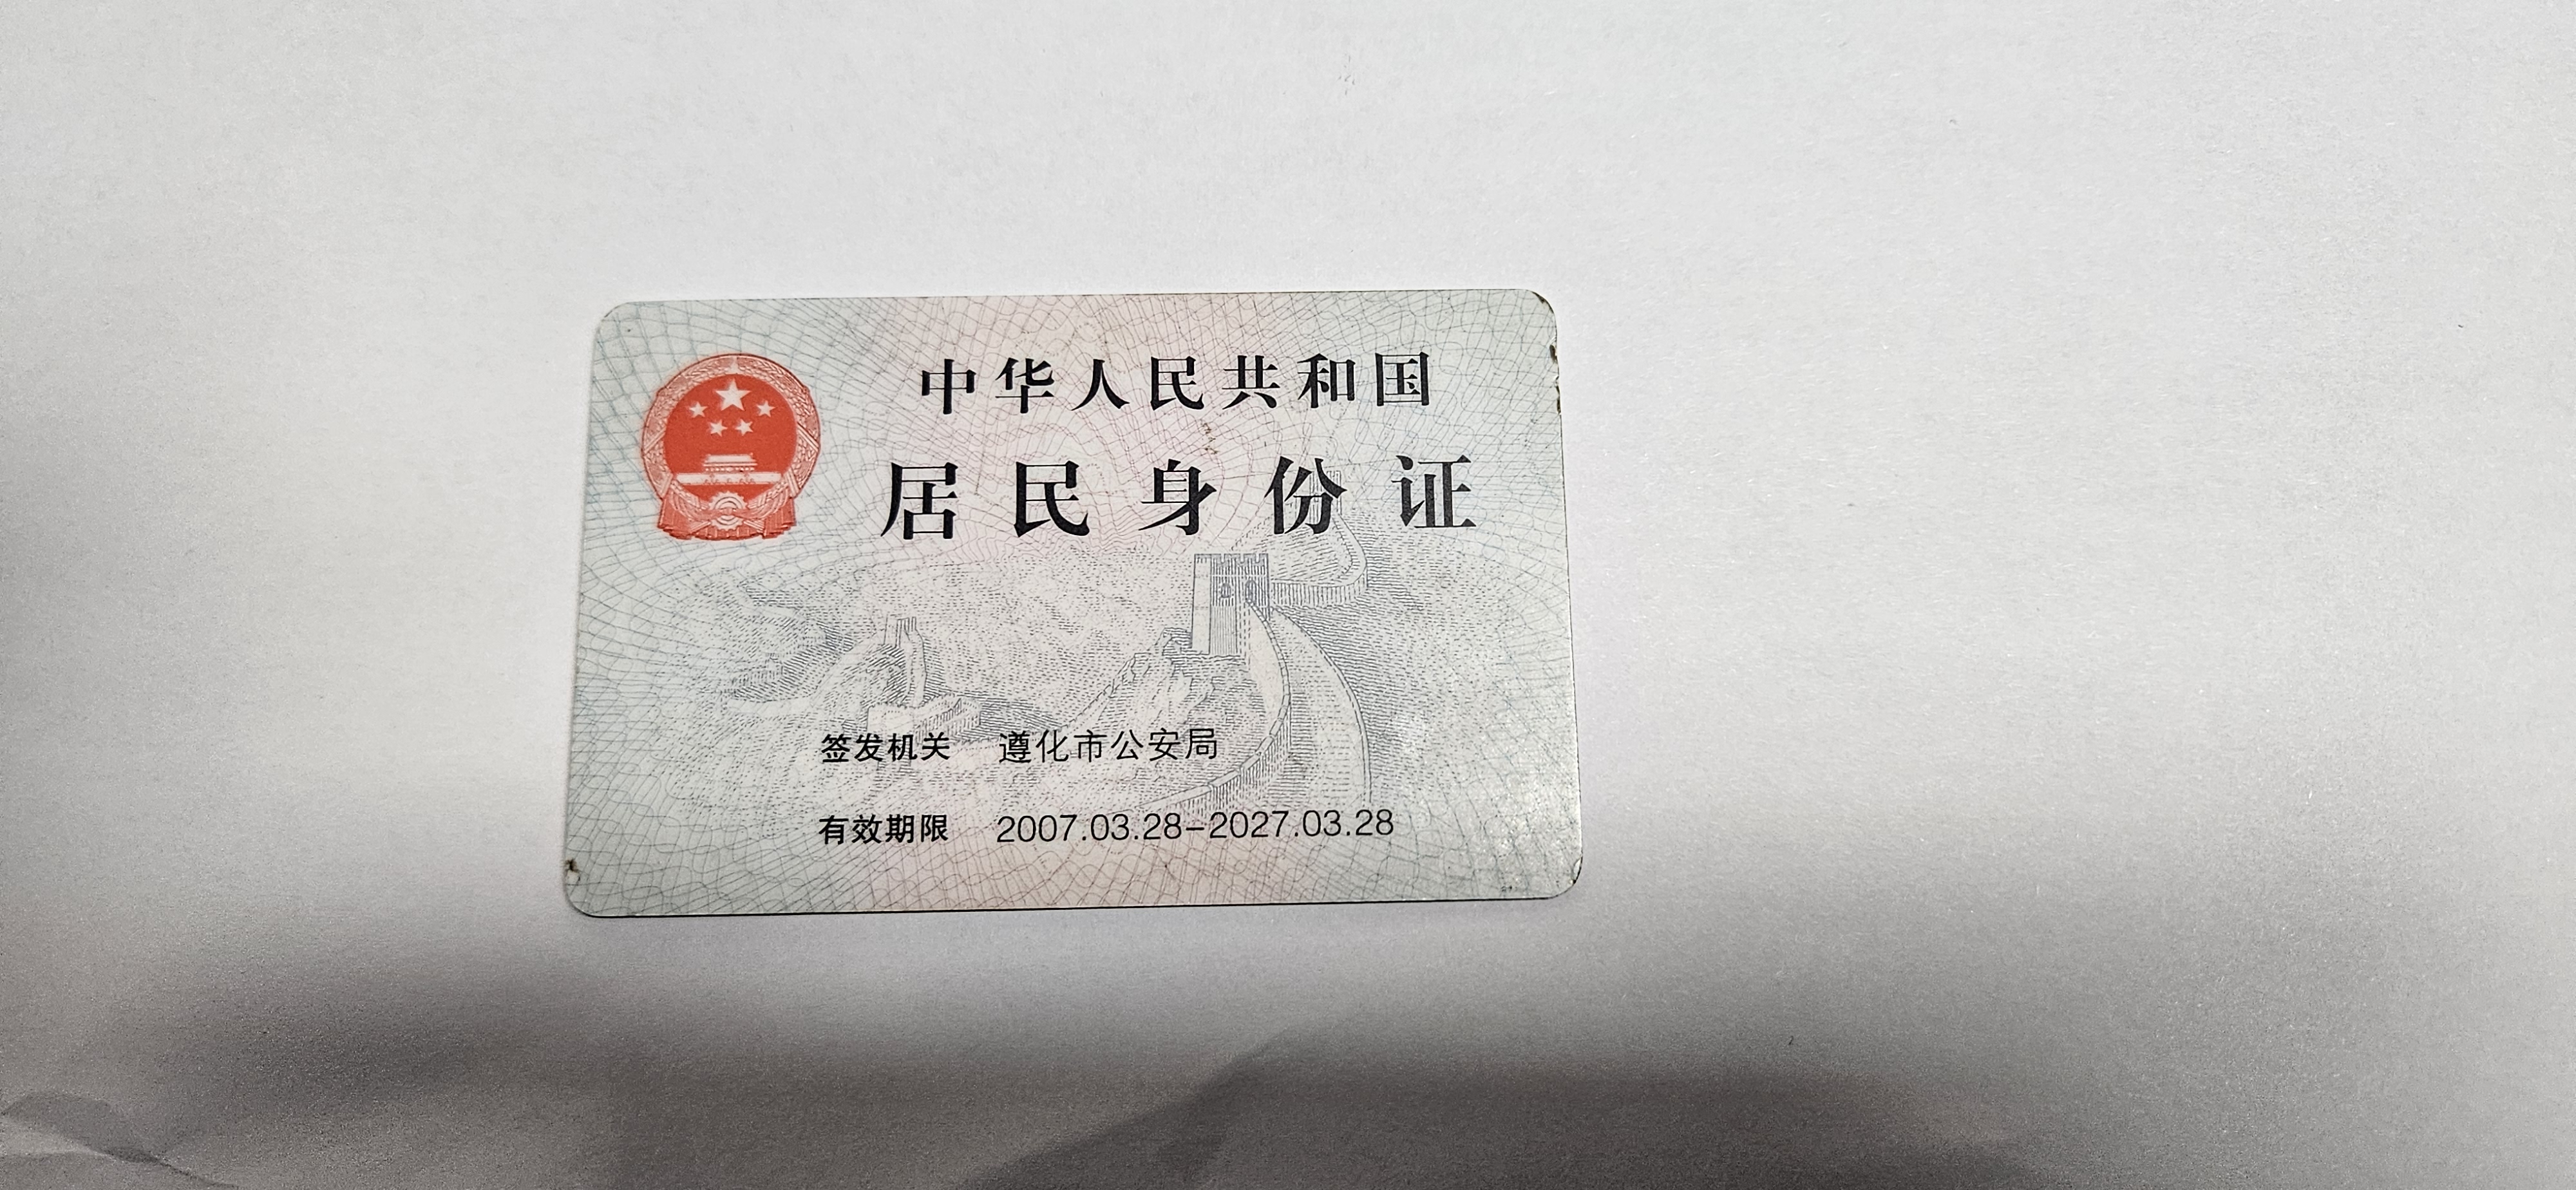 中华人民共和国
居民身份证
签发机关 遵化市公安局
有效期限 2007.03.28-2027.03.28